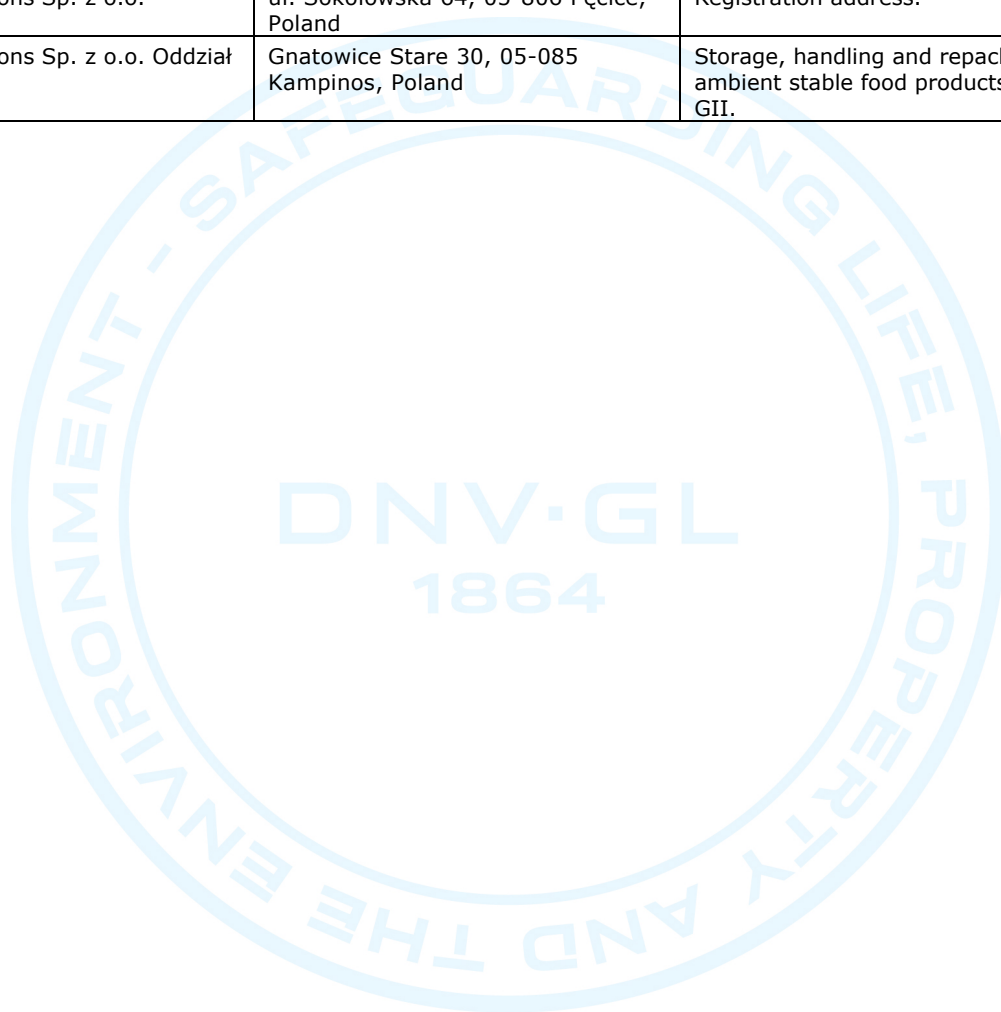 ons Sp. z o.o.
ul. Sokołowska 64, 05-806 Pęcice,
Poland
Registration address.
ons Sp. z o.o. Oddział
Gnatowice Stare 30, 05-085
Kampinos, Poland
Storage, handling and repack
ambient stable food products
GII.
SAFEGUARDING LIFE, PROPERTY AND THE ENVIRONMENT -
DNV·GL
1864